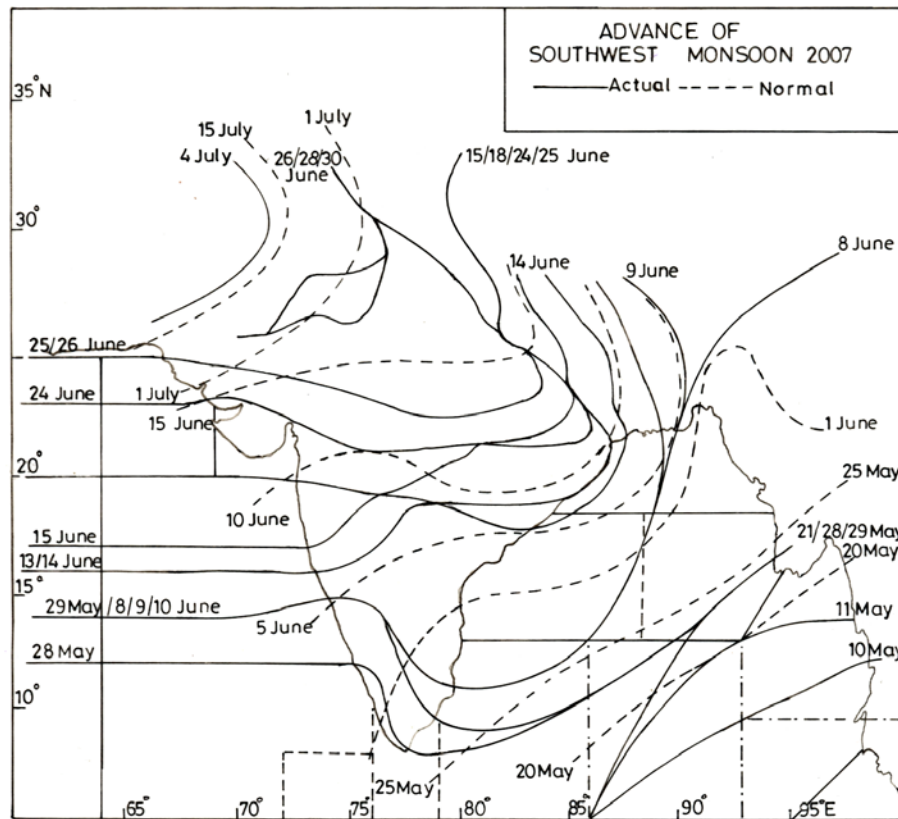 ADVANCE OF
SOUTHWEST MONSOON 2007
Actual Normal
35°N
1 July
15 July
4 July
26/28/30
June
15/18/24/25 June
30°
8 June
14 June
9 June
25/26 June
24 June
1 July
15 June
1 June
20°
25 May
10 June
21/28/29 May
15 June
20 May
13/14 June
15°
29 May/8/9/10 June
5 June
11 May
28 May
10 May
10°
20 May
25 May
65° 70° 75° 80° 85° 90° 95°E